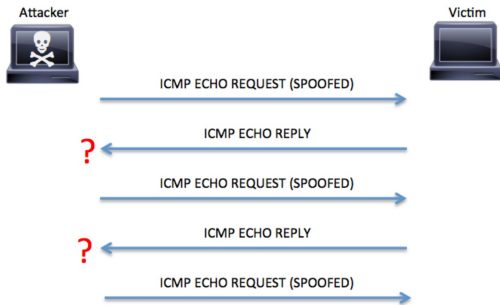 Attacker
Victim
ICMP ECHO REQUEST (SPOOFED)
ICMP ECHO REPLY
?
ICMP ECHO REQUEST (SPOOFED)
ICMP ECHO REPLY
?
ICMP ECHO REQUEST (SPOOFED)